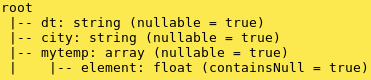 root
 |-- dt: string (nullable = true)
 |-- city: string (nullable = true)
 |-- mytemp: array (nullable = true)
 |    |-- element: float (containsNull = true)